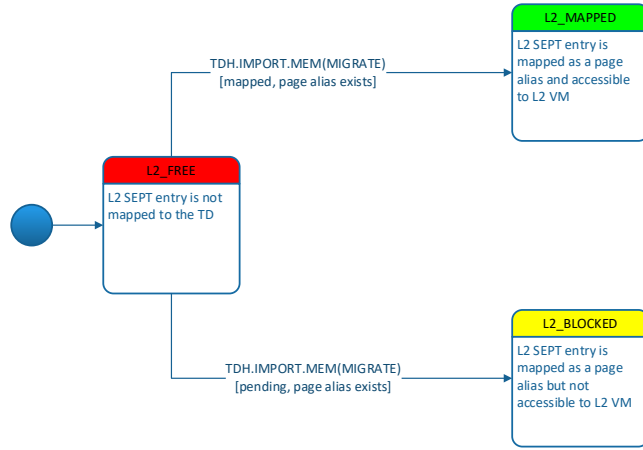 L2_MAPPED
L2 SEPT entry is
mapped as a page
alias and accessible
to L2 VM
TDH.IMPORT.MEM(MIGRATE)
[mapped, page alias exists]
L2_FREE
L2 SEPT entry is not
mapped to the TD
L2_BLOCKED
L2 SEPT entry is
mapped as a page
alias but not
accessible to L2 VM
TDH.IMPORT.MEM(MIGRATE)
[pending, page alias exists]